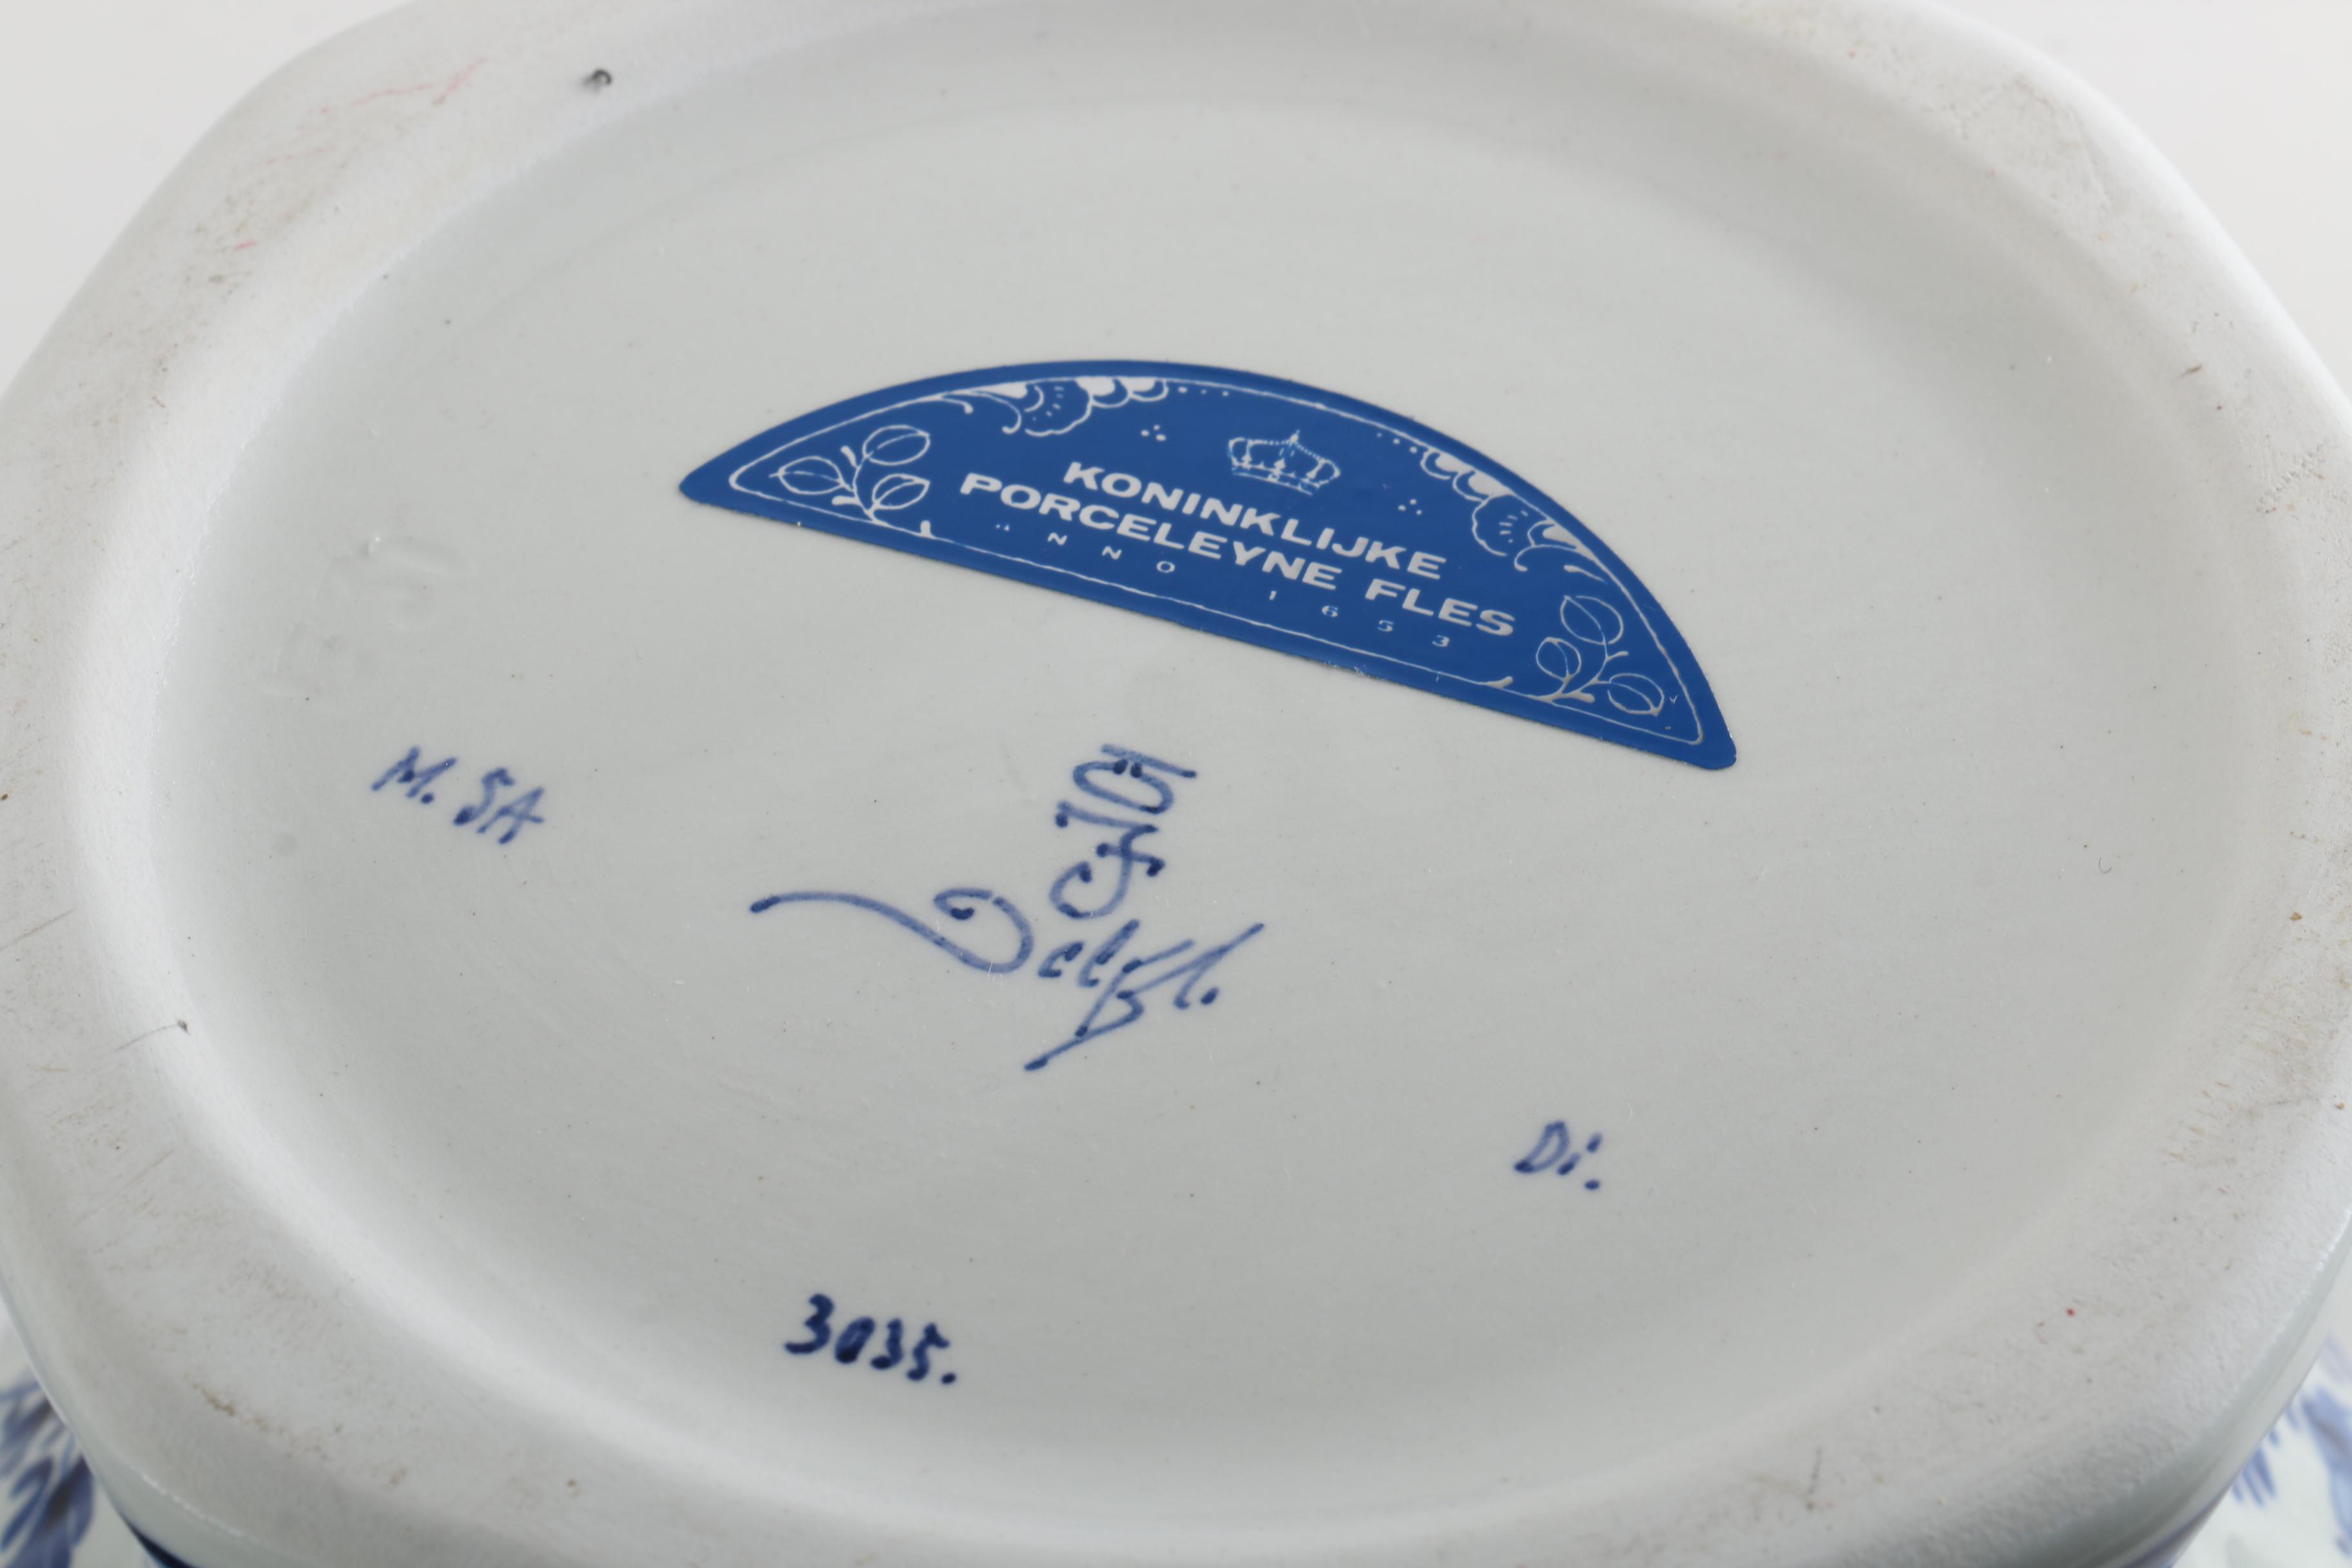 KONINKLIJKE
PORCELEYNE FLES
ANNO 1653
M. SA
Delft.
Di.
3035.